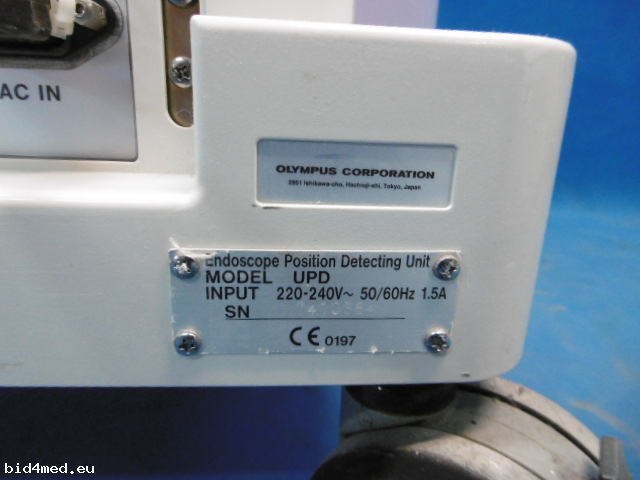 AC IN
OLYMPUS CORPORATION
2951 Ishikawa-cho, Hachioji-shi, Tokyo, Japan
Endoscope Position Detecting Unit
MODEL UPD
INPUT 220-240V~ 50/60Hz 1.5A
SN
CE 0197
bid4med.eu